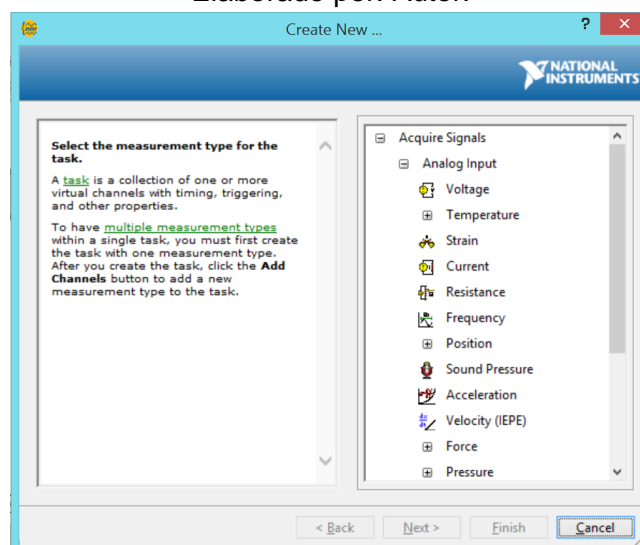 Create New ...
?
NATIONAL
INSTRUMENTS
Select the measurement type for the
task.
A task is a collection of one or more
virtual channels with timing, triggering,
and other properties.
To have multiple measurement types
within a single task, you must first create
the task with one measurement type.
After you create the task, click the Add
Channels button to add a new
measurement type to the task.
Acquire Signals
Analog Input
Voltage
Temperature
Strain
Current
Resistance
Frequency
Position
Sound Pressure
Acceleration
Velocity (IEPE)
Force
Pressure
< Back
Next >
Finish
Cancel